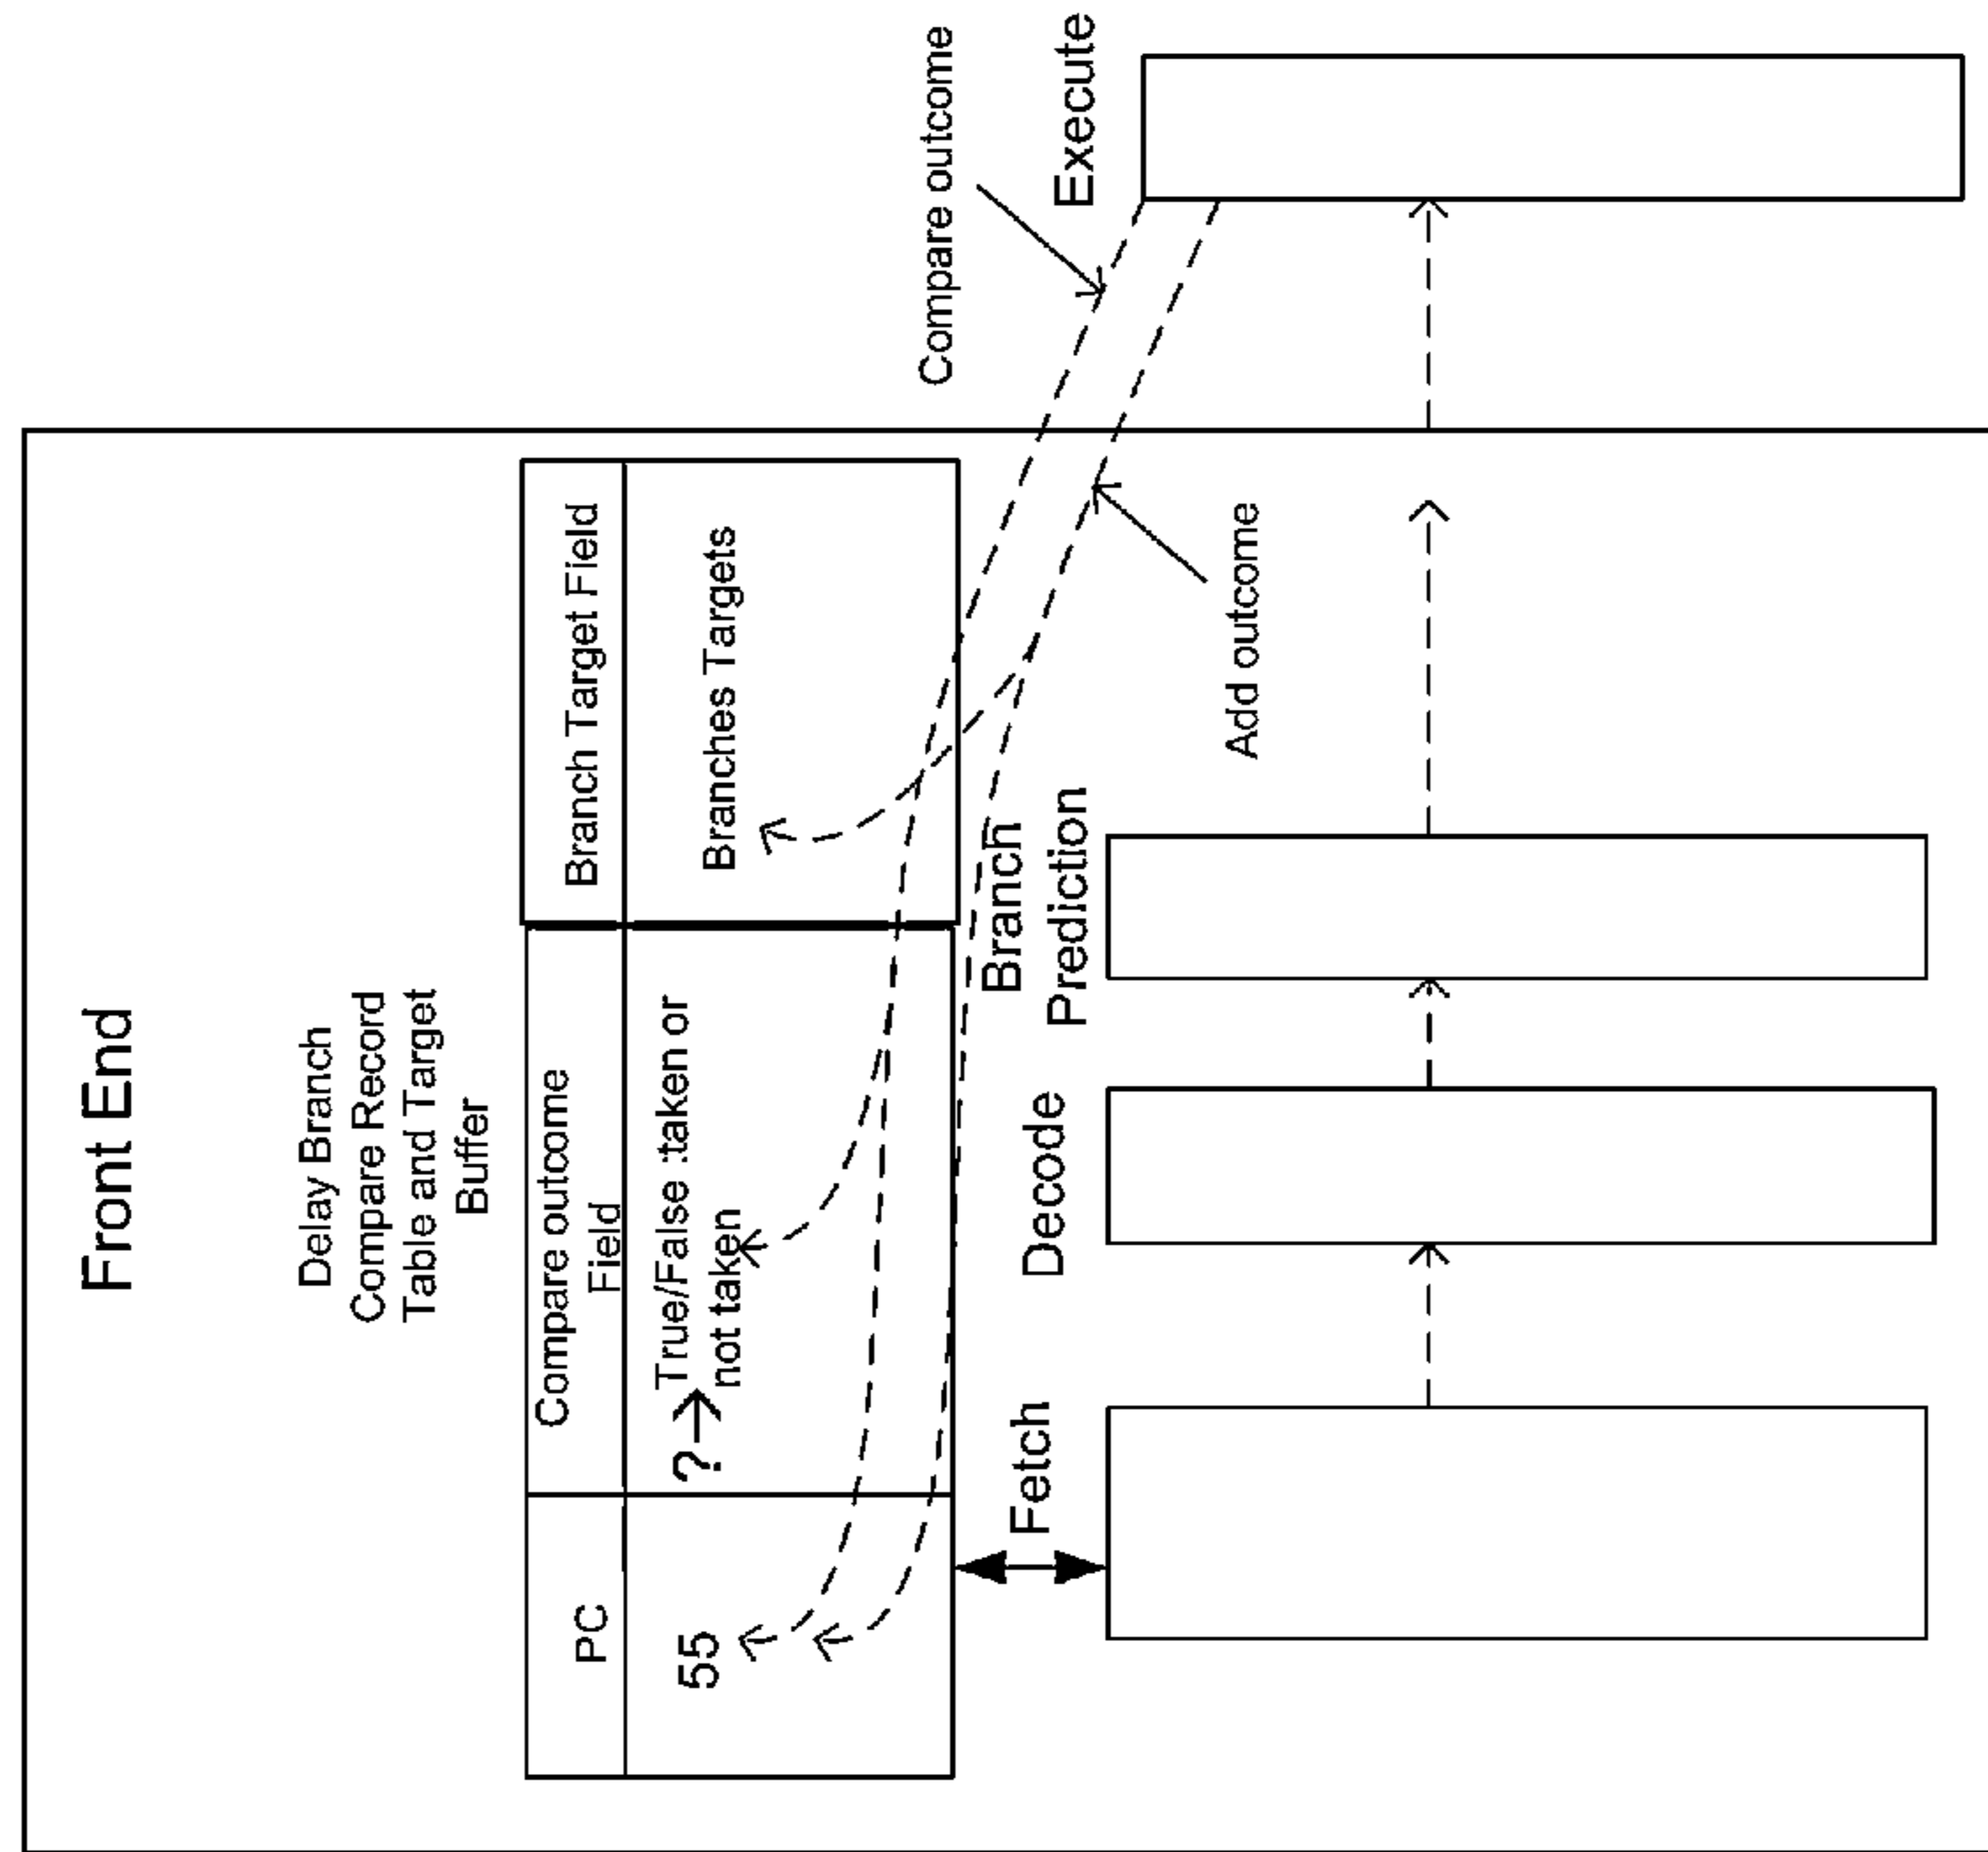 Front End
Delay Branch
Compare Record
Table and Target
Buffer
PC
Compare outcome
Field
Branch Target Field
55
?
True/False :taken or
not taken
Branches Targets
Compare outcome
Fetch
Decode
Branch
Prediction
Execute
Add outcome